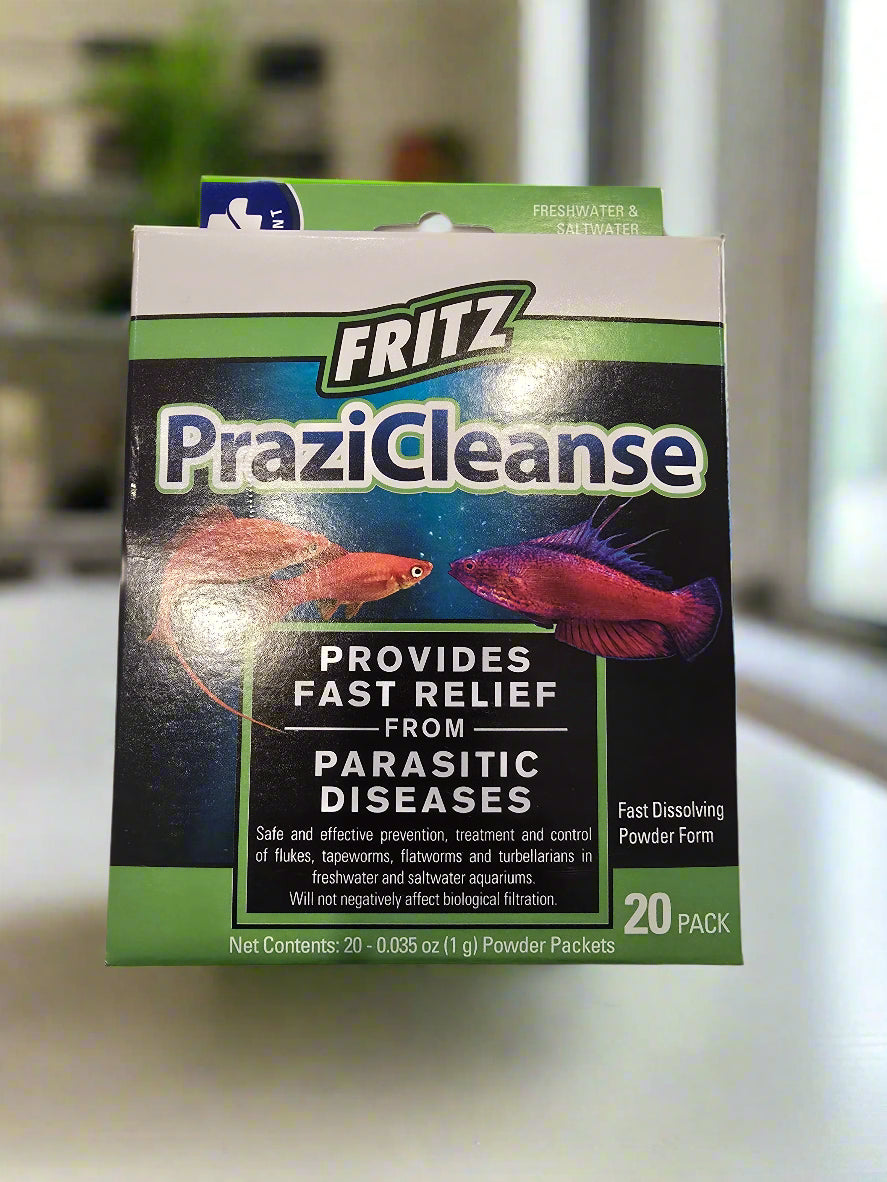 NT
FRESHWATER &
SALTWATER
FRITZ
PraziCleanse
PROVIDES
FAST RELIEF
FROM
PARASITIC
DISEASES
Safe and effective prevention, treatment and control
of flukes, tapeworms, flatworms and turbellarians in
freshwater and saltwater aquariums.
Will not negatively affect biological filtration.
Fast Dissolving
Powder Form
20 PACK
Net Contents: 20 - 0.035 oz (1 g) Powder Packets